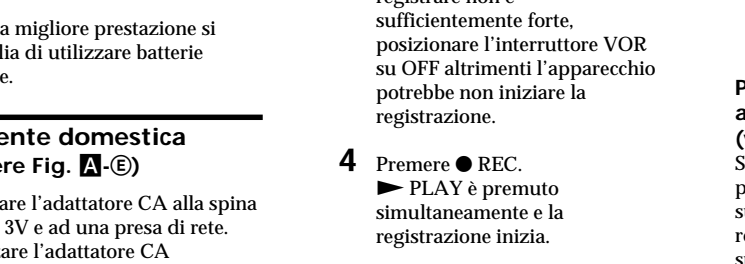 a migliore prestazione si
lia di utilizzare batterie
e.
ente domestica
ere Fig. A-Ⓔ)
are l'adattatore CA alla spina
3V e ad una presa di rete.
zare l'adattatore CA
registrare non è
sufficientemente forte,
posizionare l'interruttore VOR
su OFF altrimenti l'apparecchio
potrebbe non iniziare la
registrazione.
4 Premere ● REC.
► PLAY è premuto
simultaneamente e la
registrazione inizia.
P
a
(
S
p
s
r